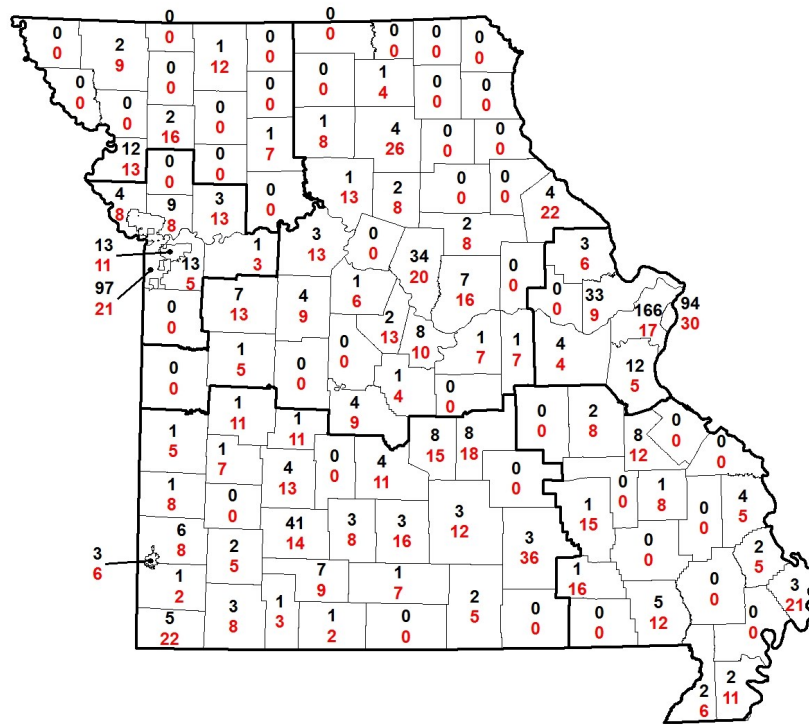 0 0
0 2 0 1 0 0 0 0 0
0 9 0 12 0 0 0 0 0
0 0 0 0 1 0 0
0 0 0 0 4 0 0
0 2 0 1 1 4 0 0
0 16 0 7 8 26 0 0
12 0 0 1 2 0 0
13 0 0 13 8 0 0
4 9 3 0 4
8 8 13 0 22
13 13 1 3 0 34 2 3
11 5 3 13 0 20 8 6
97 7 4 1 7 0 0 33 166 94
21 13 9 6 16 0 0 9 17 30
0 2 8 1 1 4
0 13 10 7 7 4
0 1 0 0 1 0 12
0 5 0 0 4 0 5
1 1 4 0 2 0
11 11 9 0 8 0
1 1 4 0 4 8 8 0 8 0
5 7 13 0 11 15 18 0 12 0
1 0 1 0 1 4
8 0 15 0 8 5
6 41 3 3 3 0 0
8 14 8 16 12 0 0
3 2 3 2
6 5 36 5
1 7 1 1 0 3
2 9 7 16 0 21
5 3 1 1 0 2 0 0 5 0
22 8 3 2 0 5 0 0 12 0
2 2
6 11